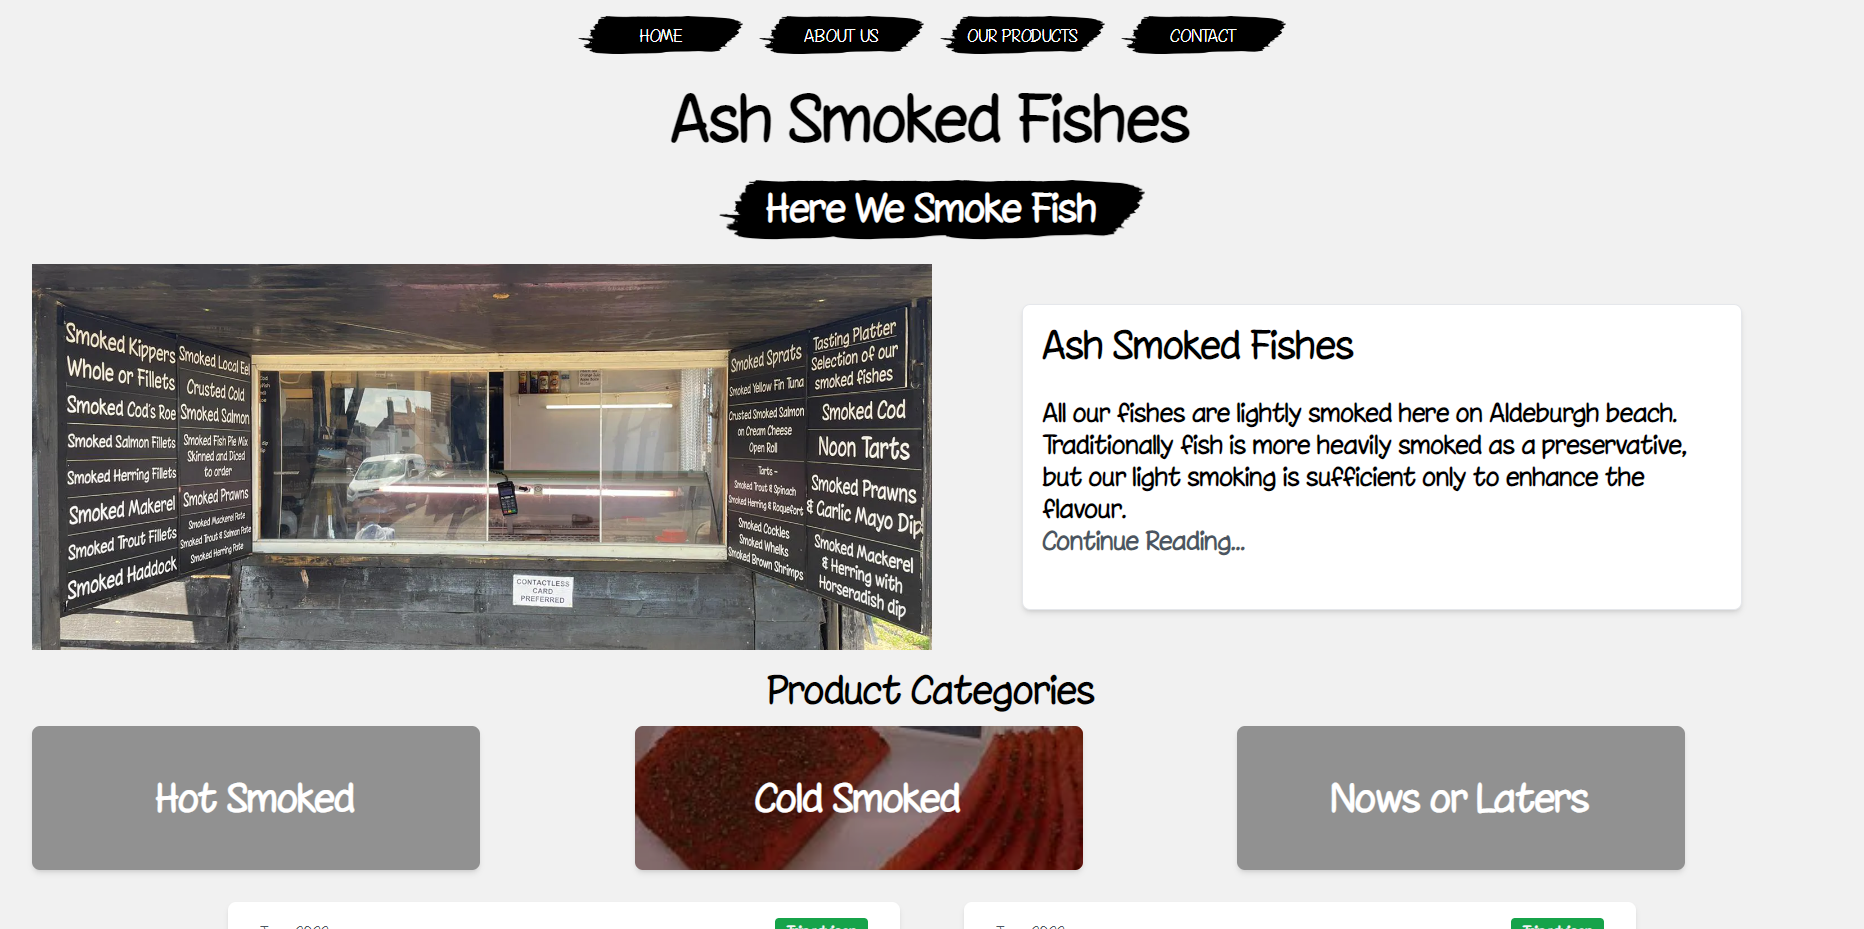 HOME
ABOUT US
OUR PRODUCTS
CONTACT
Ash Smoked Fishes
Here We Smoke Fish
Smoked Kippers
Whole or Fillets
Smoked Cod's Roe
Smoked Salmon Fillets
Smoked Herring Fillets
Smoked Makerel
Smoked Trout Fillets
Smoked Haddock
Smoked Local Eel
Crusted Cold
Smoked Salmon
Smoked Fish Pie Mix
Skinned and Diced
to order
Smoked Prawns
Smoked Mackerel Pate
Smoked Trout & Salmon Pate
Smoked Herring Pate
CONTACTLESS
CARD
PREFERRED
Smoked Sprats
Smoked Yellow Fin Tuna
Crusted Smoked Salmon
on Cream Cheese
Open Roll
Tarts -
Smoked Trout & Spinach
Smoked Herring & Roquefort
Smoked Cockles
Smoked Whelks
Smoked Brown Shrimps
Tasting Platter
Selection of our
smoked fishes
Smoked Cod
Noon Tarts
Smoked Prawns
& Garlic Mayo Dip
Smoked Mackerel
& Herring with
Horseradish dip
Ash Smoked Fishes
All our fishes are lightly smoked here on Aldeburgh beach.
Traditionally fish is more heavily smoked as a preservative,
but our light smoking is sufficient only to enhance the
flavour.
Continue Reading...
Product Categories
Hot Smoked
Cold Smoked
Nows or Laters